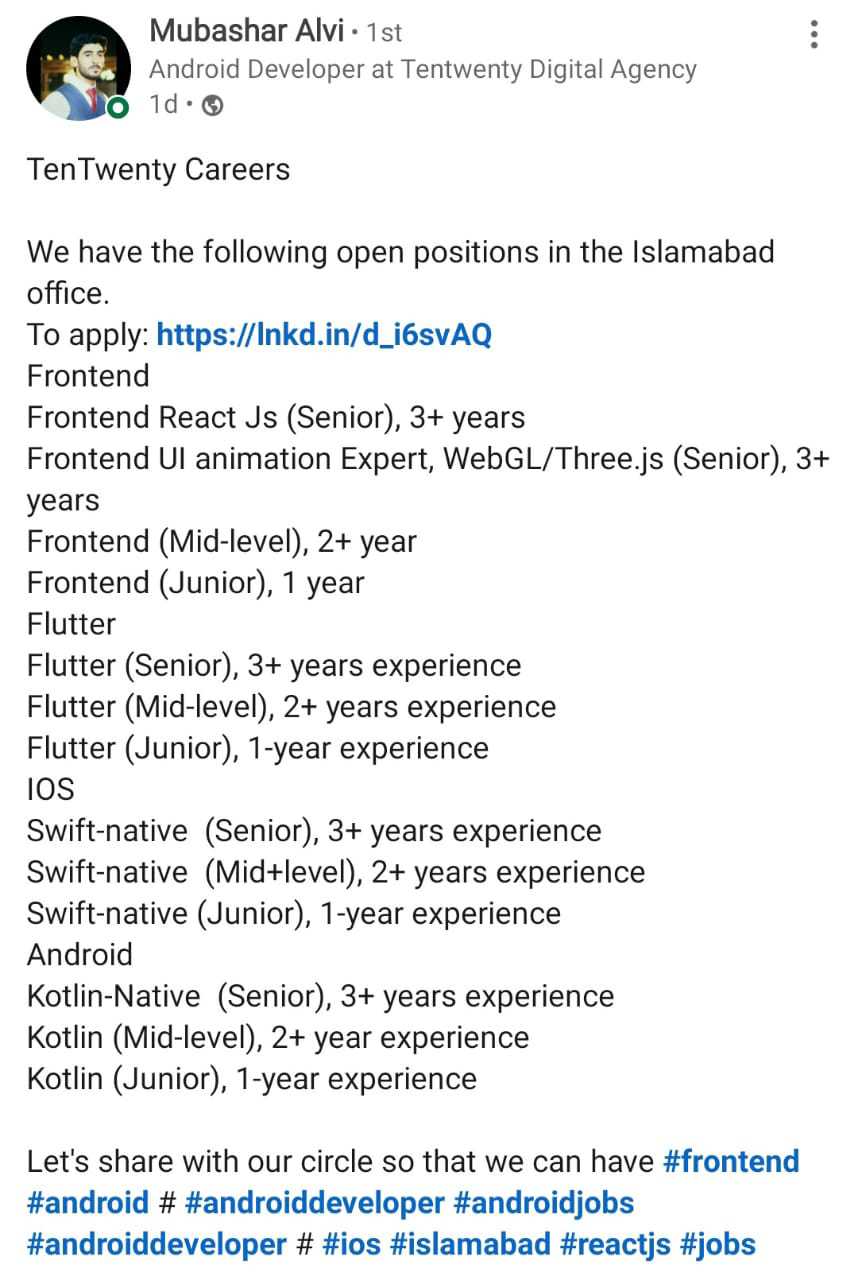 Mubashar Alvi • 1st
Android Developer at Tentwenty Digital Agency
1d •
TenTwenty Careers
We have the following open positions in the Islamabad
office.
To apply: https://lnkd.in/d_i6svAQ
Frontend
Frontend React Js (Senior), 3+ years
Frontend UI animation Expert, WebGL/Three.js (Senior), 3+
years
Frontend (Mid-level), 2+ year
Frontend (Junior), 1 year
Flutter
Flutter (Senior), 3+ years experience
Flutter (Mid-level), 2+ years experience
Flutter (Junior), 1-year experience
IOS
Swift-native  (Senior), 3+ years experience
Swift-native  (Mid+level), 2+ years experience
Swift-native (Junior), 1-year experience
Android
Kotlin-Native  (Senior), 3+ years experience
Kotlin (Mid-level), 2+ year experience
Kotlin (Junior), 1-year experience
Let's share with our circle so that we can have #frontend
#android # #androiddeveloper #androidjobs
#androiddeveloper # #ios #islamabad #reactjs #jobs